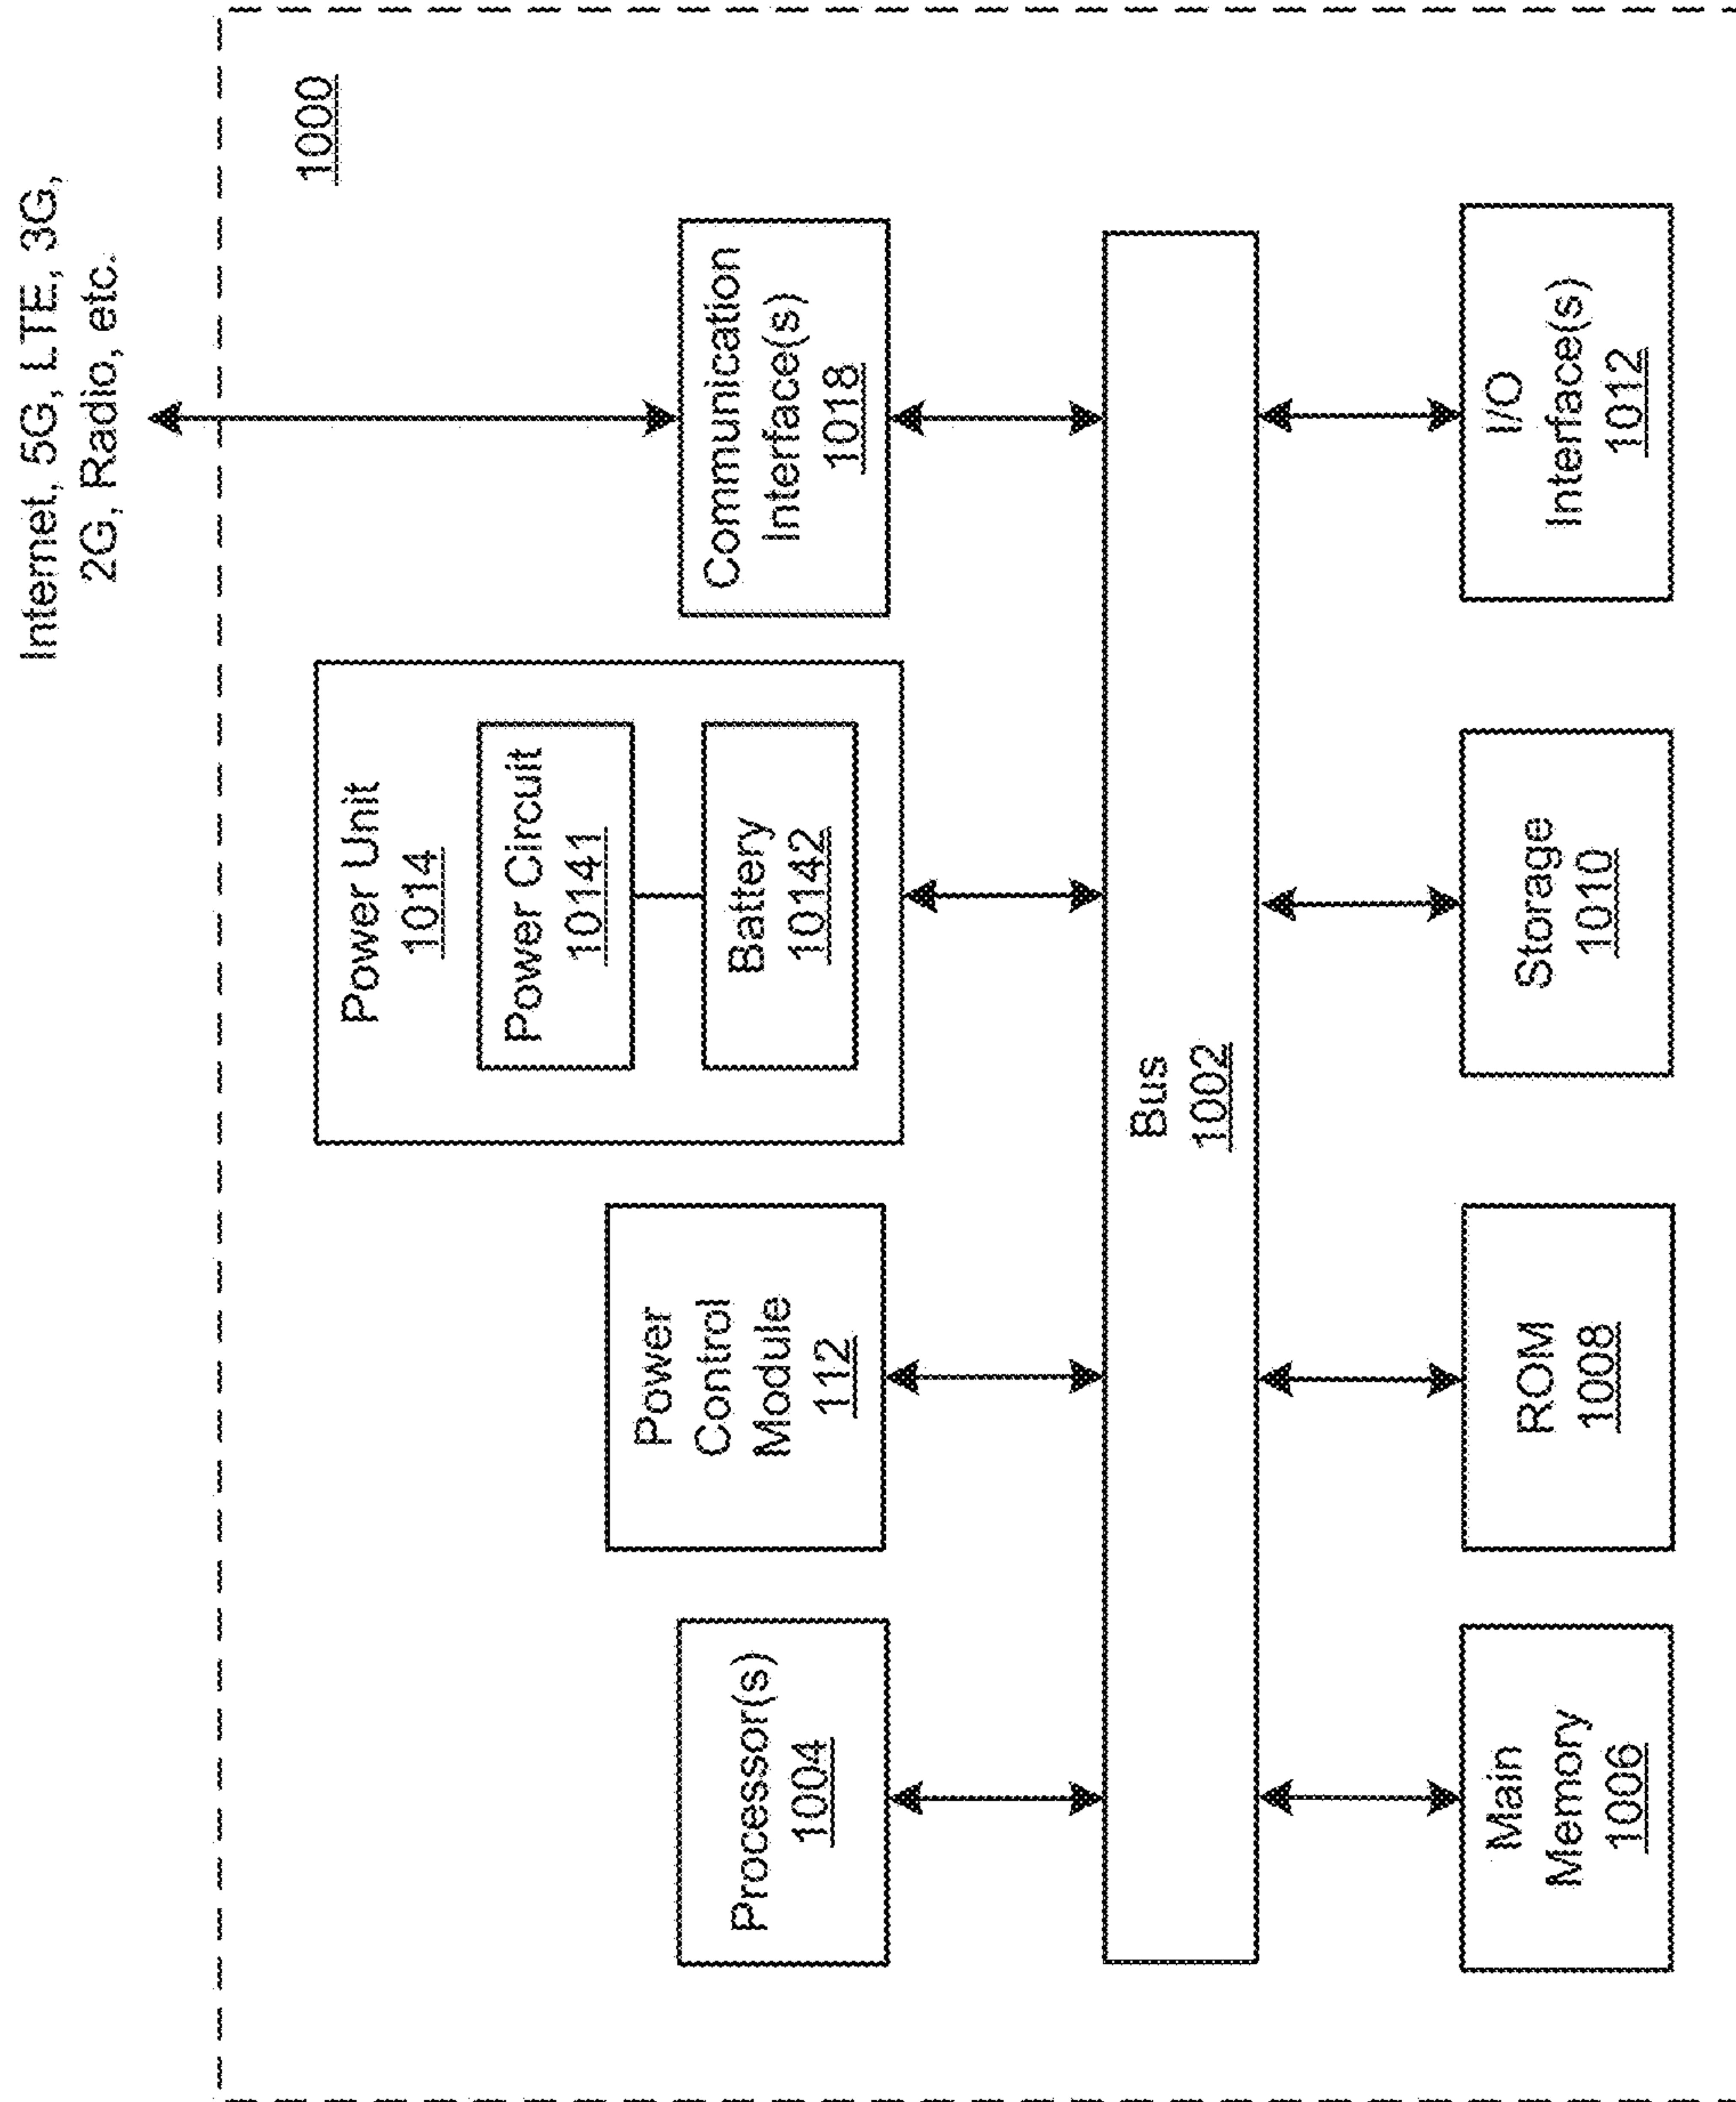 Internet, 5G, LTE, 3G,
2G, Radio, etc.
1000
Processor(s)
1004
Power
Control
Module
112
Power Unit
1014
Power Circuit
10141
Battery
10142
Communication
Interface(s)
1018
Bus
1002
Main
Memory
1006
ROM
1008
Storage
1010
I/O
Interface(s)
1012